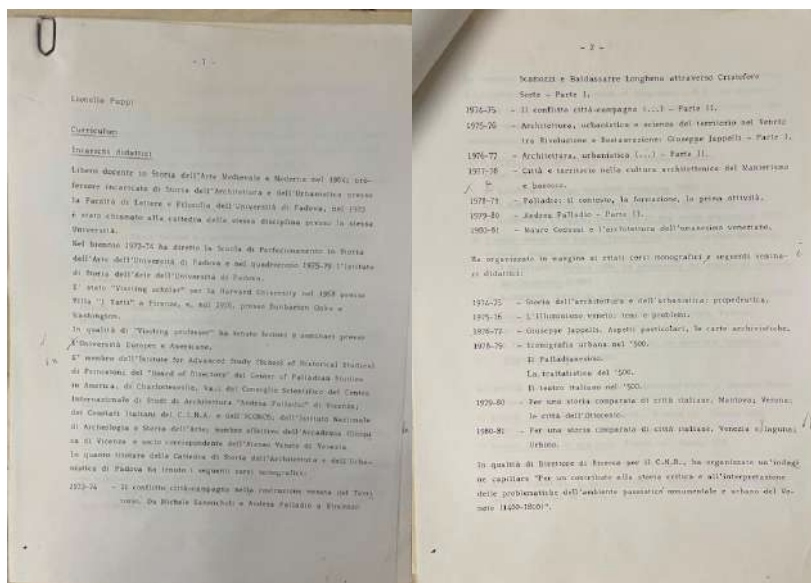 - 1 -
Lionello Puppi
Curriculum
Incarichi didattici
Libero docente in Storia dell'Arte Medievale e Moderna nel 1964; pro-
fessore incaricato di Storia dell'Architettura e dell'Urbanistica presso
la Facoltà di Lettere e Filosofia dell'Università di Padova, nel 1975
è stato chiamato alla cattedra della stessa disciplina presso la stessa
Università.
Nel biennio 1973-74 ha diretto la Scuola di Perfezionamento in Storia
dell'Arte dell'Università di Padova e nel quadriennio 1975-79 l'Istituto
di Storia dell'Arte dell'Università di Padova.
E' stato "Visiting scholar" per la Harvard University nel 1968 presso
Villa "I Tatti" a Firenze, e, nel presso Dumbarton Oaks a
Washington.
In qualità di "Visiting professor" ha tenuto lezioni e seminari presso
Università Europee e Americane.
E' membro dell'Institute for Advanced Study (School of Historical Studies)
di Princeton, del "Board of Directors" del Center of Palladian Studies
in America, di Charlottesville, Va., del Consiglio Scientifico del Centro
Internazionale di Studi di Architettura "Andrea Palladio" di Vicenza;
dei Comitati Italiani del e dell'ICOMOS, dell'Istituto Nazionale
di Archeologia e Storia dell'Arte; membro effettivo dell'Accademia Olimpica
di Vicenza e socio corrispondente dell'Ateneo Veneto di Venezia.
In quanto titolare della Cattedra di Storia dell'Architettura e dell'Urba-
nistica di Padova ha tenuto i seguenti corsi monografici:
1973-74 - Il conflitto città-campagna nella costruzione veneta del
Da Michele Sanmicheli e Andrea Palladio a Vincenzo
- 2 -
Scamozzi e Baldassarre Longhena attraverso Cristoforo
Sorte - Parte I.
1974-75 - Il conflitto città-campagna (...) - Parte II.
1975-76 - Architettura, urbanistica e scienza del territorio nel Veneto
tra Rivoluzione e Restaurazione: Giuseppe Jappelli - Parte I.
1976-77 - Architettura, urbanistica (...) - Parte II.
1977-78 - Città e territorio nella cultura architettonica del Manierismo
e barocco.
1978-79 - Palladio: il contesto, la formazione, la prima attività.
1979-80 - Andrea Palladio - Parte II.
1980-81 - Mauro Codussi e l'architettura dell'umanesimo veneziano.
Ha organizzato in margine ai citati corsi monografici i seguenti semina-
ri didattici:
1974-75 - Storia dell'architettura e dell'urbanistica: propedeutica.
1975-76 - L'Illuminismo veneto: temi e problemi.
1976-77 - Giuseppe Jappelli. Aspetti particolari, le carte archivistiche.
1978-79 - Iconografia urbana nel '500.
Il Palladianesimo.
La trattatistica del '500.
Il teatro italiano nel '500.
1979-80 - Per una storia comparata di città italiane. Mantova; Verona;
le città dell'Ottocento.
1980-81 - Per una storia comparata di città italiane. Venezia e laguna;
Urbino.
In qualità di Direttore di Ricerca per il C.N.R., ha organizzato un'indagi
ne capillare "Per un contributo alla storia critica e all'interpretazione
delle problematiche dell'ambiente paesistico monumentale e urbano del Ve-
neto (1400-1800)".